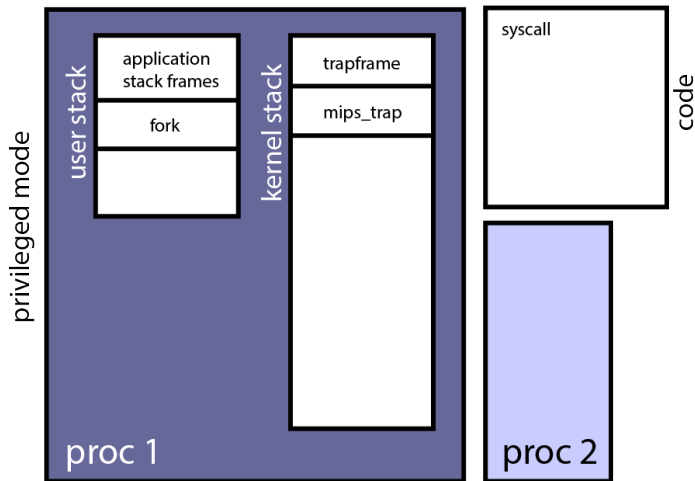 privileged mode
user stack
application
stack frames
fork
kernel stack
trapframe
mips_trap
proc 1
syscall
code
proc 2